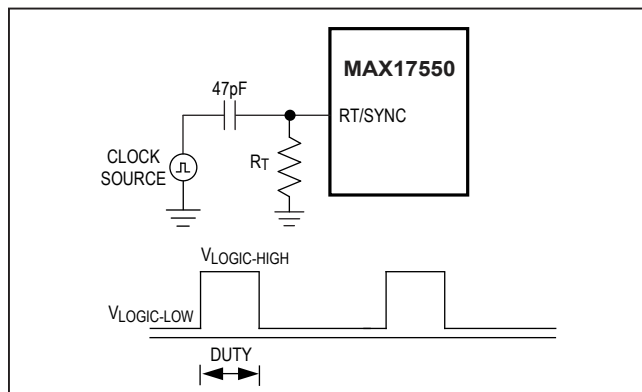 MAX17550
47pF
RT/SYNC
CLOCK
SOURCE
RT
VLOGIC-HIGH
VLOGIC-LOW
DUTY